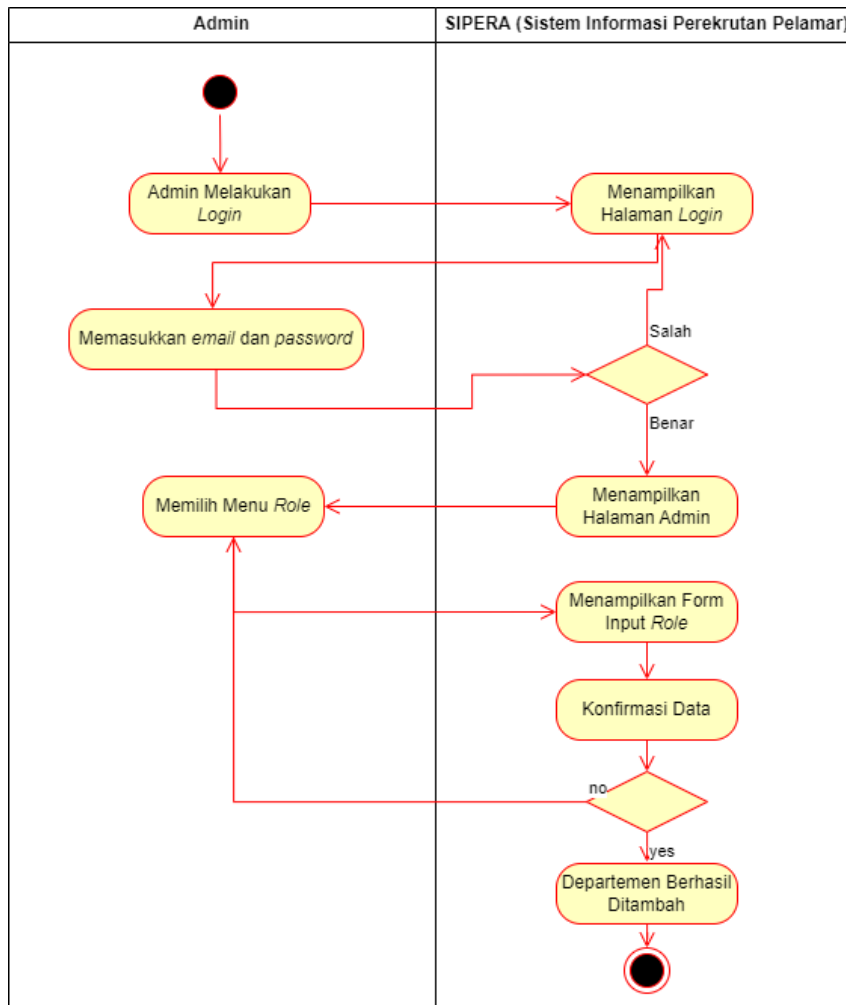 Admin
SIPERA (Sistem Informasi Perekrutan Pelamar)
Admin Melakukan
Login
Menampilkan
Halaman Login
Memasukkan email dan password
Salah
Benar
Memilih Menu Role
Menampilkan
Halaman Admin
Menampilkan Form
Input Role
Konfirmasi Data
no
yes
Departemen Berhasil
Ditambah